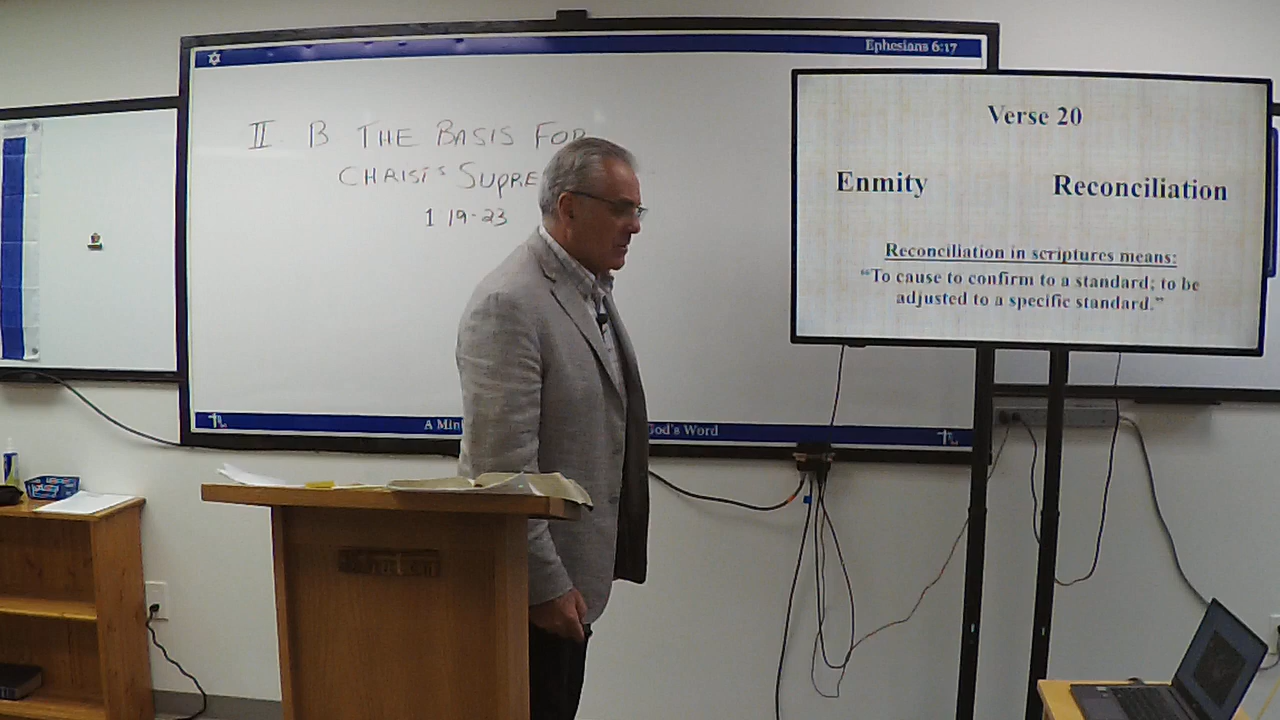 Ephesians 6:17
II B THE BASIS FOR
CHRIST'S SUPRE
1 19-23
A Min God's Word
Verse 20
Enmity Reconciliation
Reconciliation in scriptures means:
“To cause to confirm to a standard; to be
adjusted to a specific standard.”